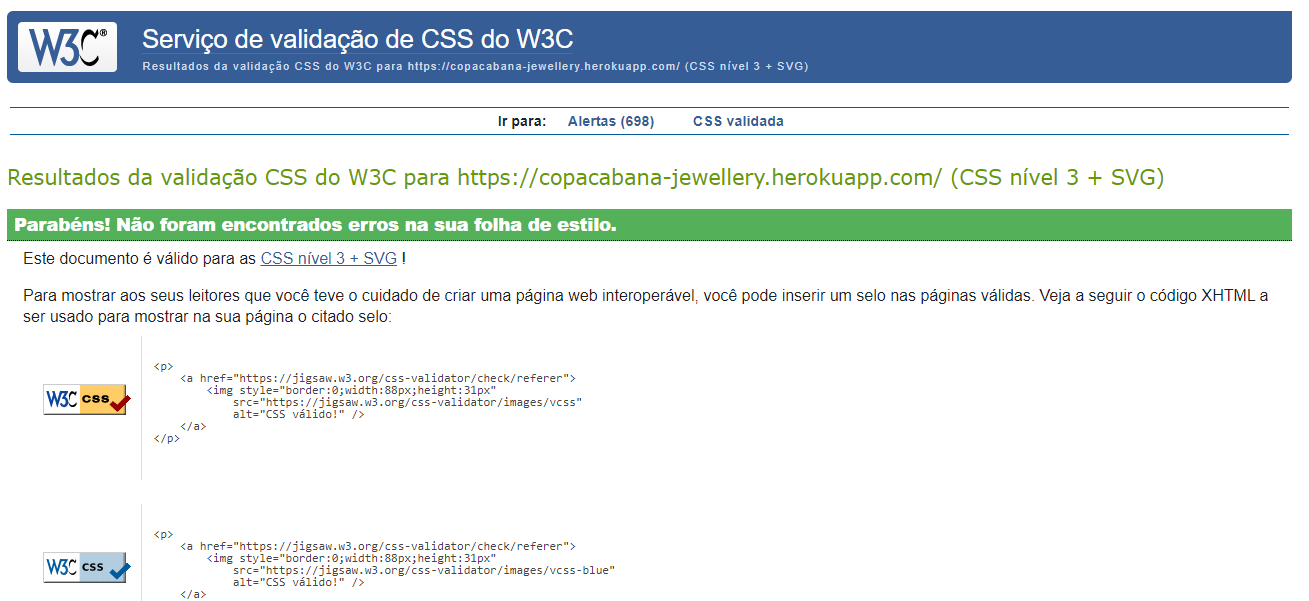 W3C®
Serviço de validação de CSS do W3C
Resultados da validação CSS do W3C para https://copacabana-jewellery.herokuapp.com/ (CSS nível 3 + SVG)
Ir para: Alertas (698) CSS validada
Resultados da validação CSS do W3C para https://copacabana-jewellery.herokuapp.com/ (CSS nível 3 + SVG)
Parabéns! Não foram encontrados erros na sua folha de estilo.
Este documento é válido para as CSS nível 3 + SVG !
Para mostrar aos seus leitores que você teve o cuidado de criar uma página web interoperável, você pode inserir um selo nas páginas válidas. Veja a seguir o código XHTML a
ser usado para mostrar na sua página o citado selo:
W3C css
<p>
<a href="https://jigsaw.w3.org/css-validator/check/referer">
<img style="border:0;width:88px;height:31px"
src="https://jigsaw.w3.org/css-validator/images/vcss"
alt="CSS válido!" />
</a>
</p>
W3C css
<p>
<a href="https://jigsaw.w3.org/css-validator/check/referer">
<img style="border:0;width:88px;height:31px"
src="https://jigsaw.w3.org/css-validator/images/vcss-blue"
alt="CSS válido!" />
</a>